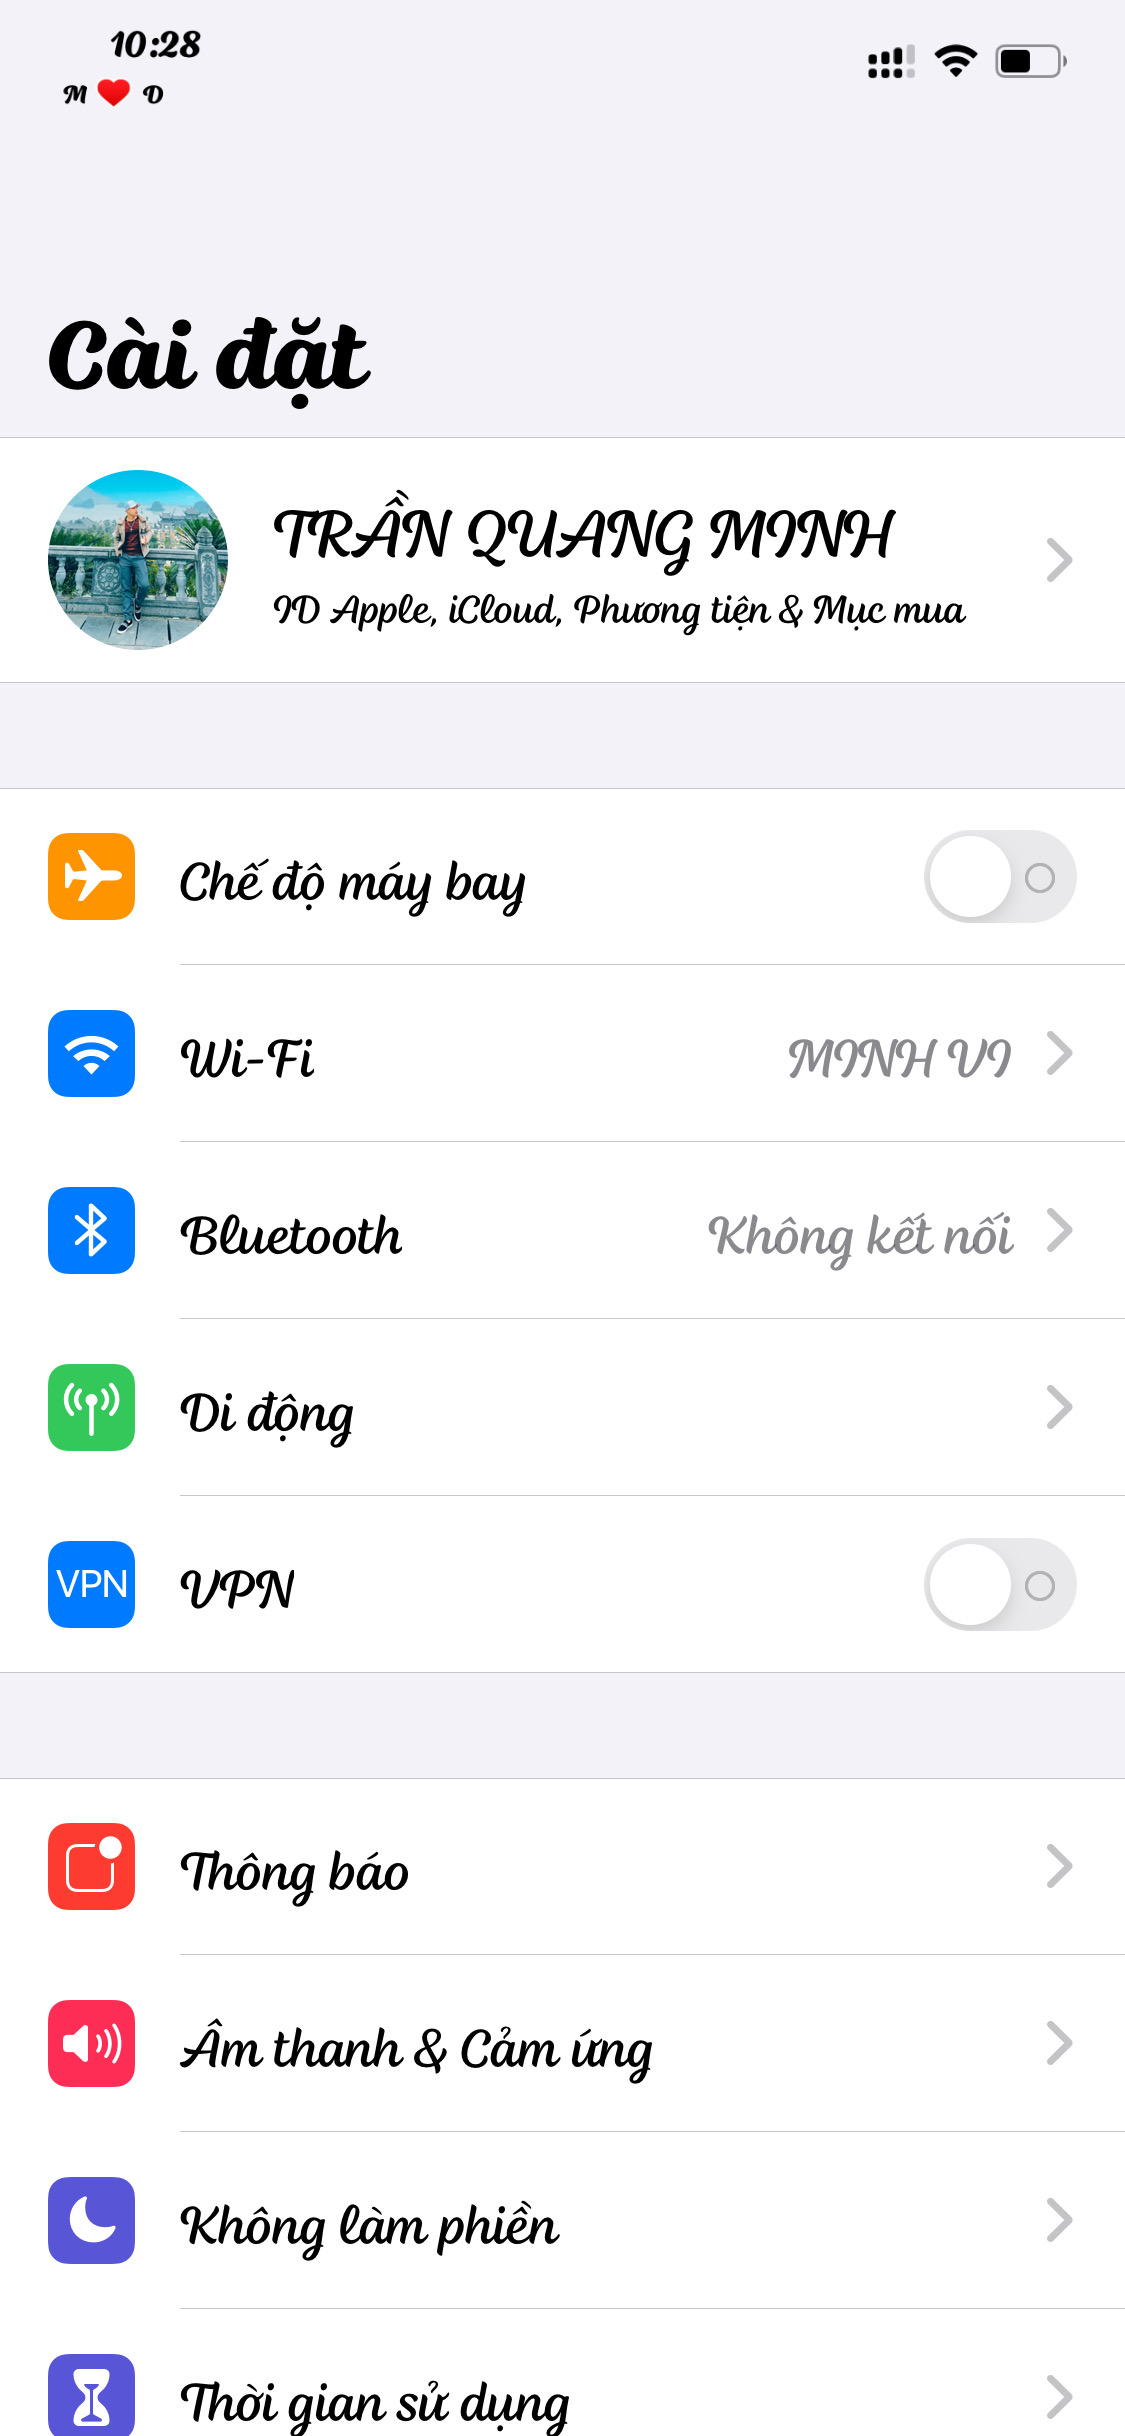 10:28
M ❤️ D
Cài đặt
TRẦN QUANG MINH
ID Apple, iCloud, Phương tiện & Mục mua
Chế độ máy bay
Wi-Fi MINH VI
Bluetooth Không kết nối
Di động
VPN VPN
Thông báo
Âm thanh & Cảm ứng
Không làm phiền
Thời gian sử dụng